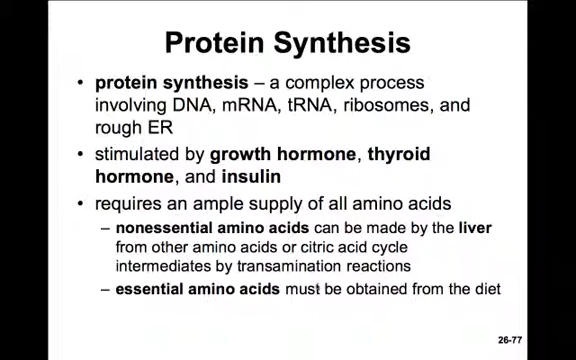 Protein Synthesis
• protein synthesis – a complex process
involving DNA, mRNA, tRNA, ribosomes, and
rough ER
• stimulated by growth hormone, thyroid
hormone, and insulin
• requires an ample supply of all amino acids
– nonessential amino acids can be made by the liver
from other amino acids or citric acid cycle
intermediates by transamination reactions
– essential amino acids must be obtained from the diet
26-77